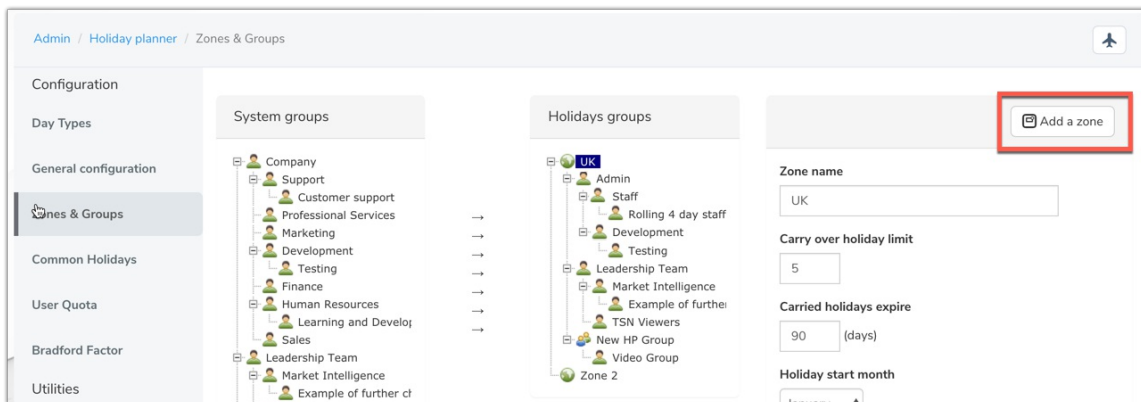 Admin / Holiday planner / Zones & Groups
Configuration
Day Types
General configuration
Zones & Groups
Common Holidays
User Quota
Bradford Factor
Utilities
System groups
Company
Support
Customer support
Professional Services
Marketing
Development
Testing
Finance
Human Resources
Learning and Develop
Sales
Leadership Team
Market Intelligence
Example of further ch
→
→
→
→
→
→
→
Holidays groups
UK
Admin
Staff
Rolling 4 day staff
Development
Testing
Leadership Team
Market Intelligence
Example of further
TSN Viewers
New HP Group
Video Group
Zone 2
Add a zone
Zone name
UK
Carry over holiday limit
5
Carried holidays expire
90 (days)
Holiday start month
January